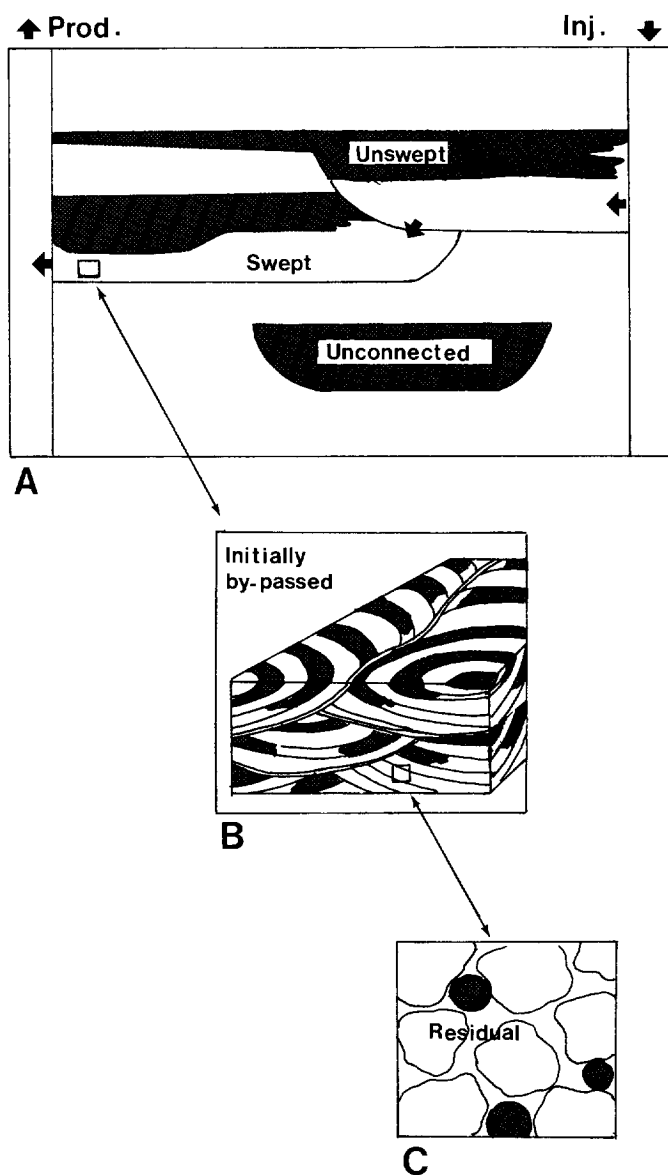 Prod.
Inj.
Unswept
Swept
Unconnected
A
Initially
by-passed
B
Residual
C